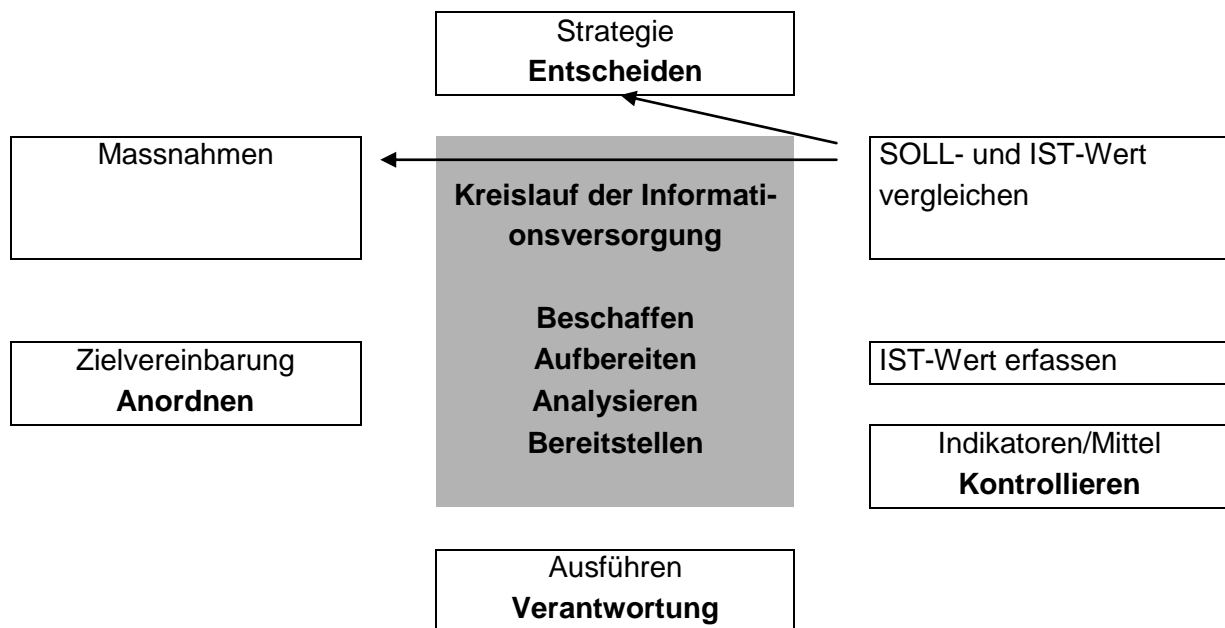 Strategie
Entscheiden
Massnahmen
SOLL- und IST-Wert
vergleichen
Kreislauf der Informati-
onsversorgung
Beschaffen
Aufbereiten
Analysieren
Bereitstellen
Zielvereinbarung
Anordnen
IST-Wert erfassen
Indikatoren/Mittel
Kontrollieren
Ausführen
Verantwortung